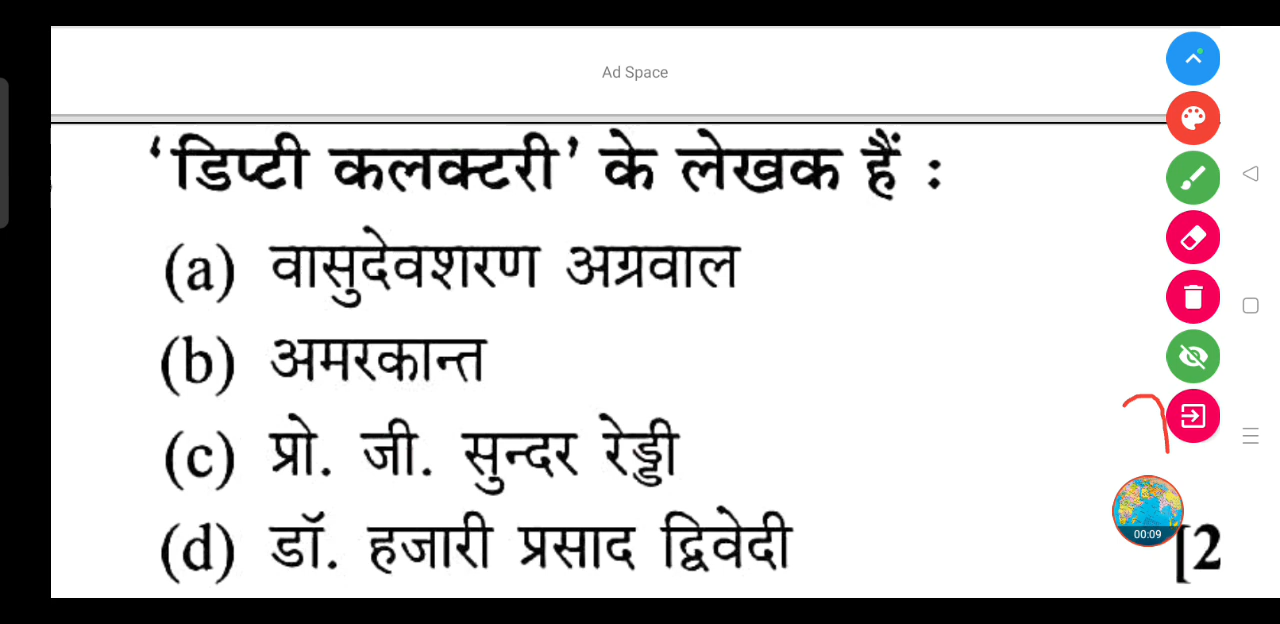 Ad Space
‘डिप्टी कलक्टरी’ के लेखक हैं :
(a) वासुदेवशरण अग्रवाल
(b) अमरकान्त
(c) प्रो. जी. सुन्दर रेड्डी
(d) डॉ. हजारी प्रसाद द्विवेदी
00:09
[2